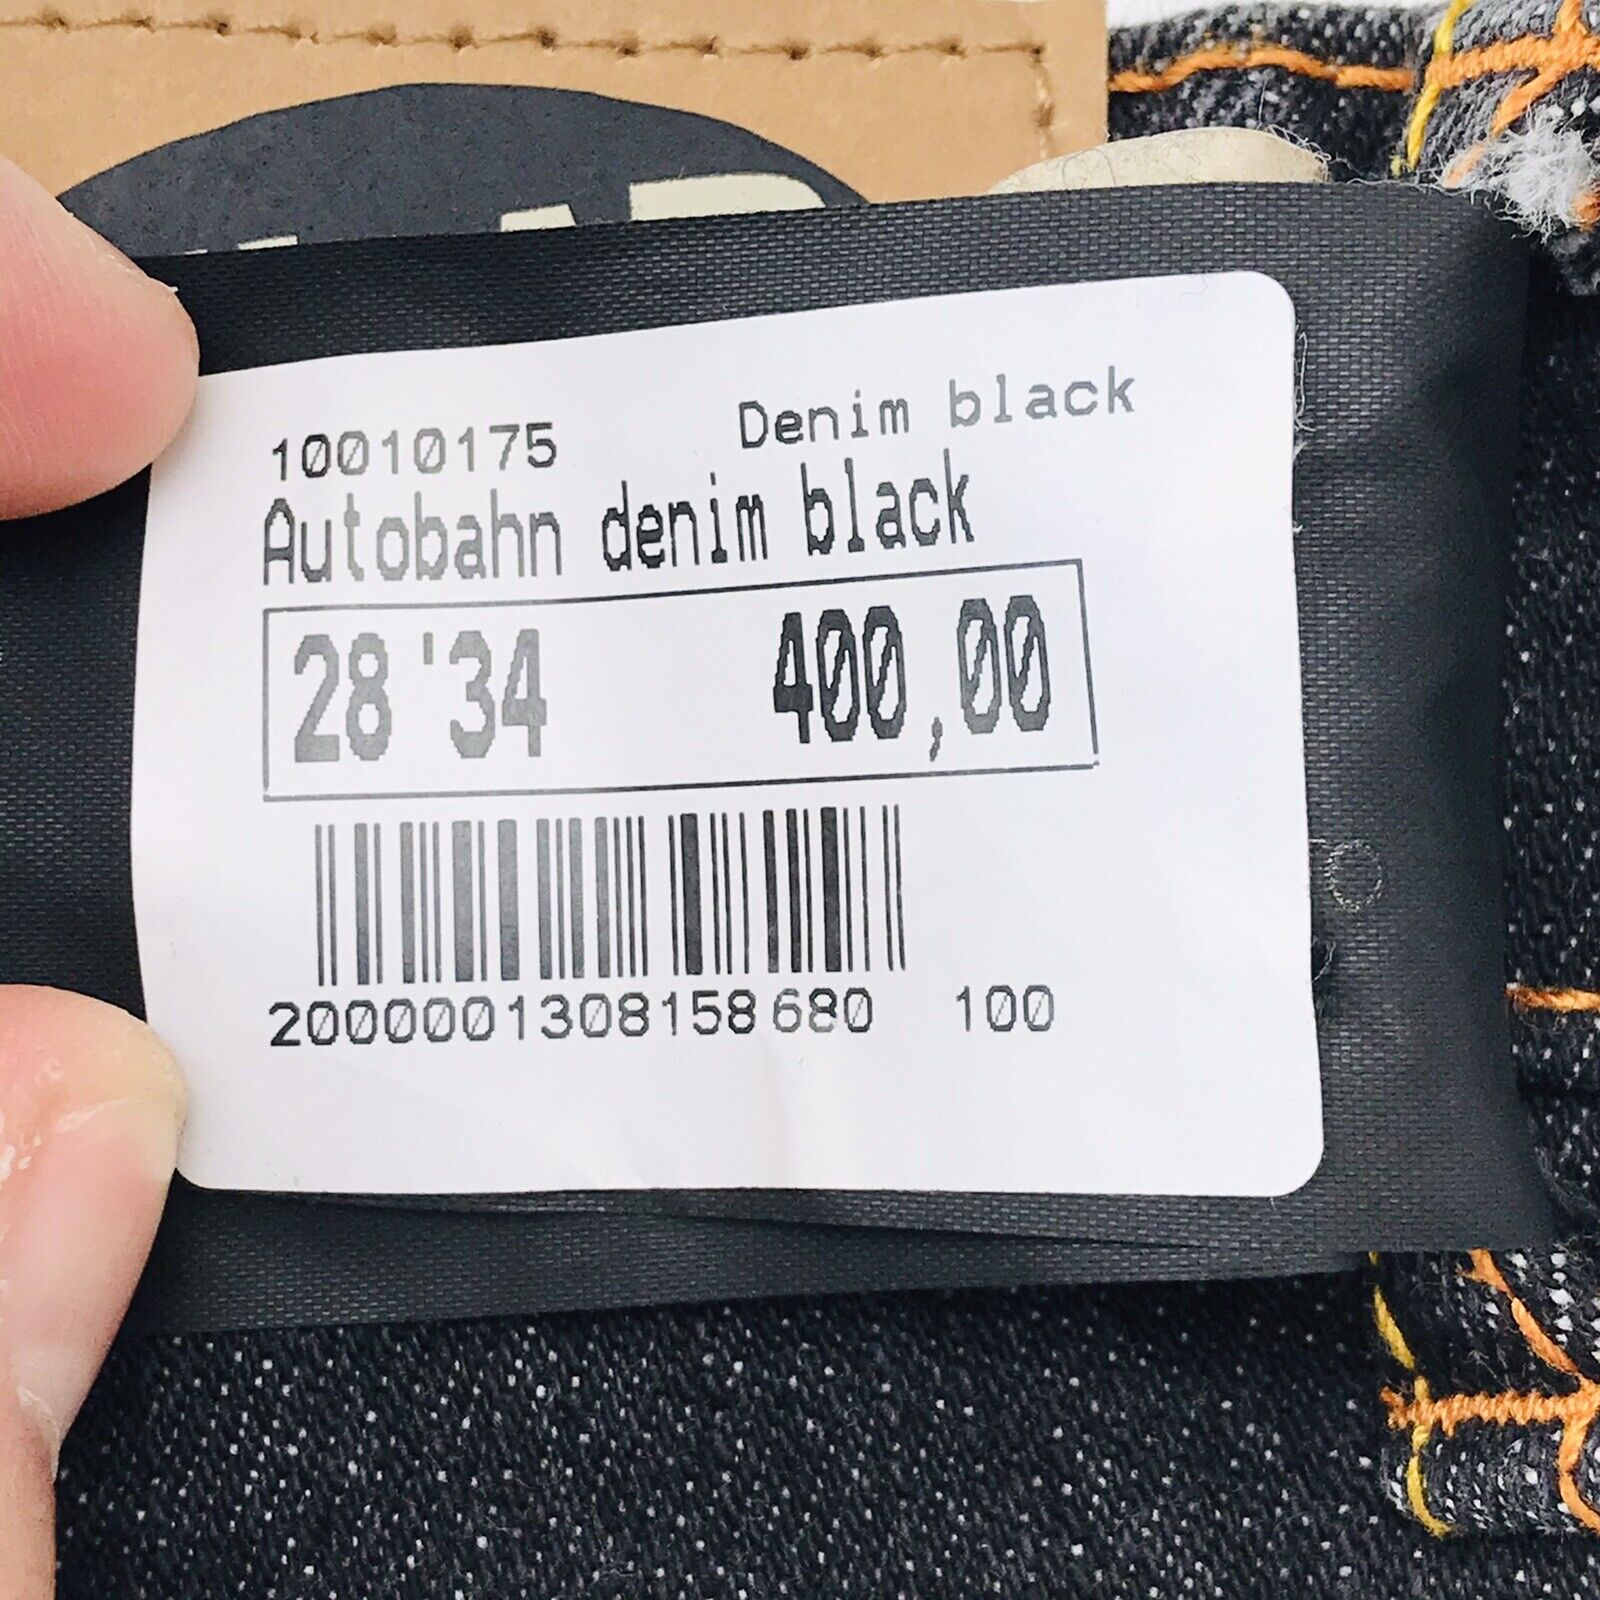 10010175 Denim black
Autobahn denim black
28'34 400,00
2000001308158680 100